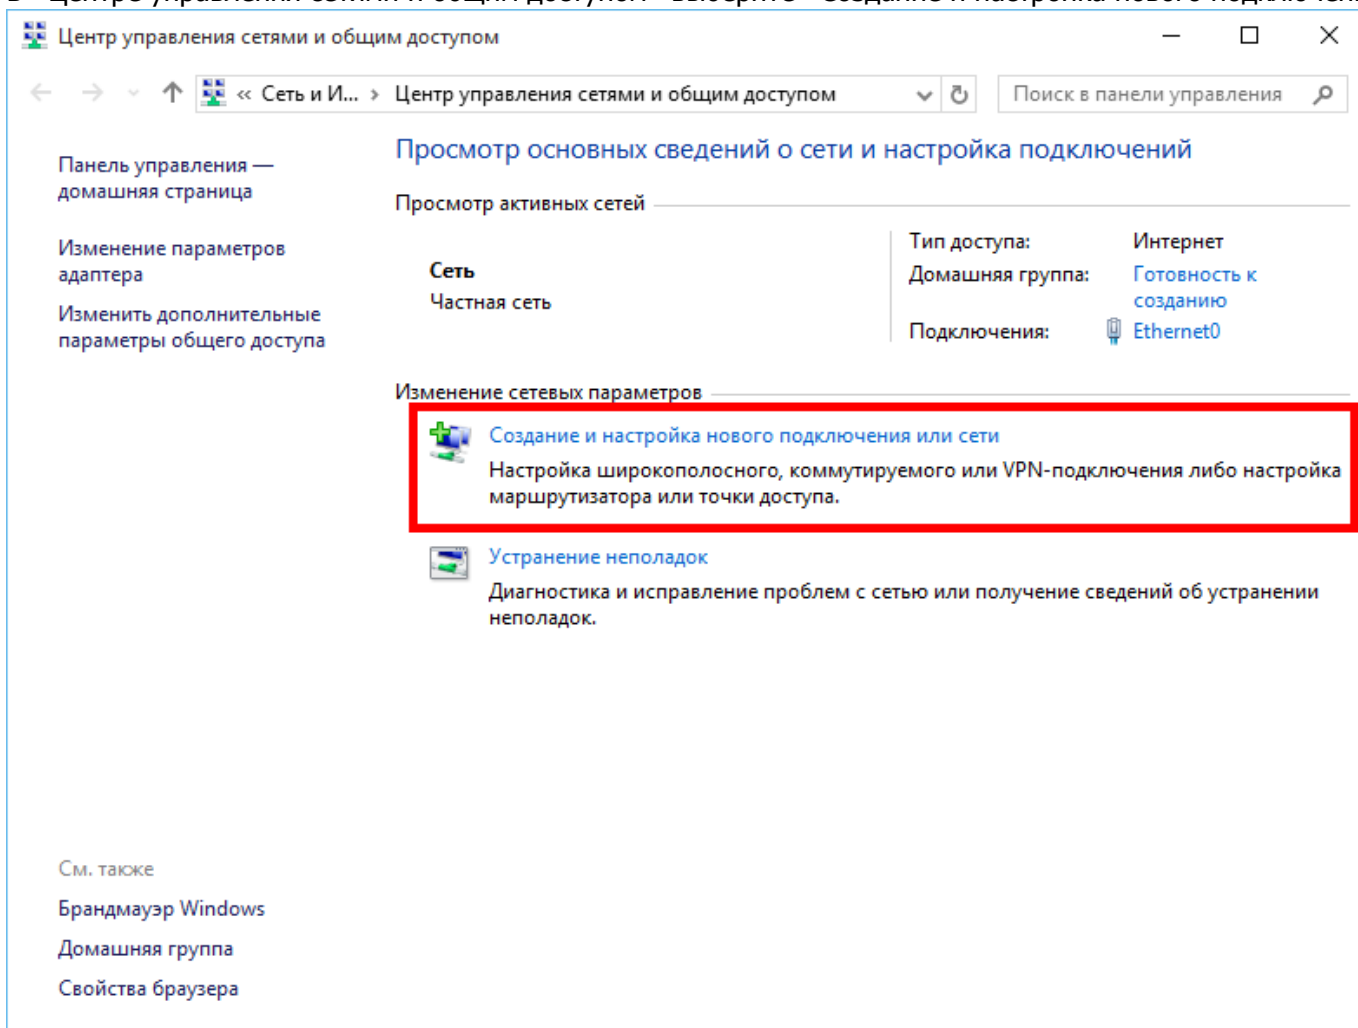 Центр управления сетями и общим доступом
« Сеть и И... › Центр управления сетями и общим доступом
Поиск в панели управления
Панель управления —
домашняя страница
Изменение параметров
адаптера
Изменить дополнительные
параметры общего доступа
Просмотр основных сведений о сети и настройка подключений
Просмотр активных сетей
Сеть
Частная сеть
Тип доступа: Интернет
Домашняя группа: Готовность к
созданию
Подключения: Ethernet0
Изменение сетевых параметров
Создание и настройка нового подключения или сети
Настройка широкополосного, коммутируемого или VPN-подключения либо настройка
маршрутизатора или точки доступа.
Устранение неполадок
Диагностика и исправление проблем с сетью или получение сведений об устранении
неполадок.
См. также
Брандмауэр Windows
Домашняя группа
Свойства браузера